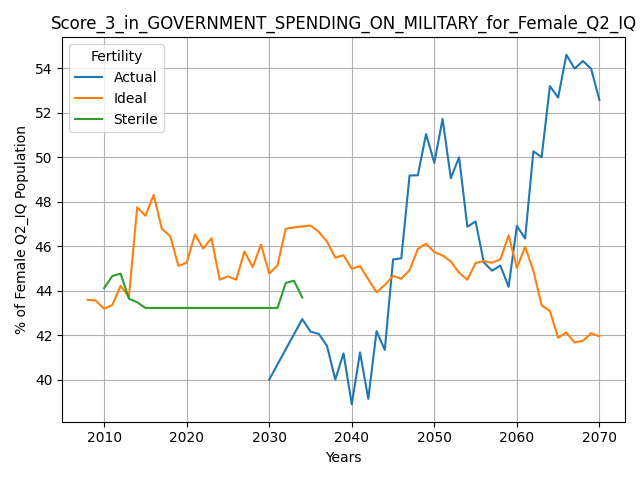 Score_3_in_GOVERNMENT_SPENDING_ON_MILITARY_for_Female_Q2_IQ
Fertility
Actual
Ideal
Sterile
% of Female Q2_IQ Population
54
52
50
48
46
44
42
40
2010
2020
2030
2040
2050
2060
2070
Years